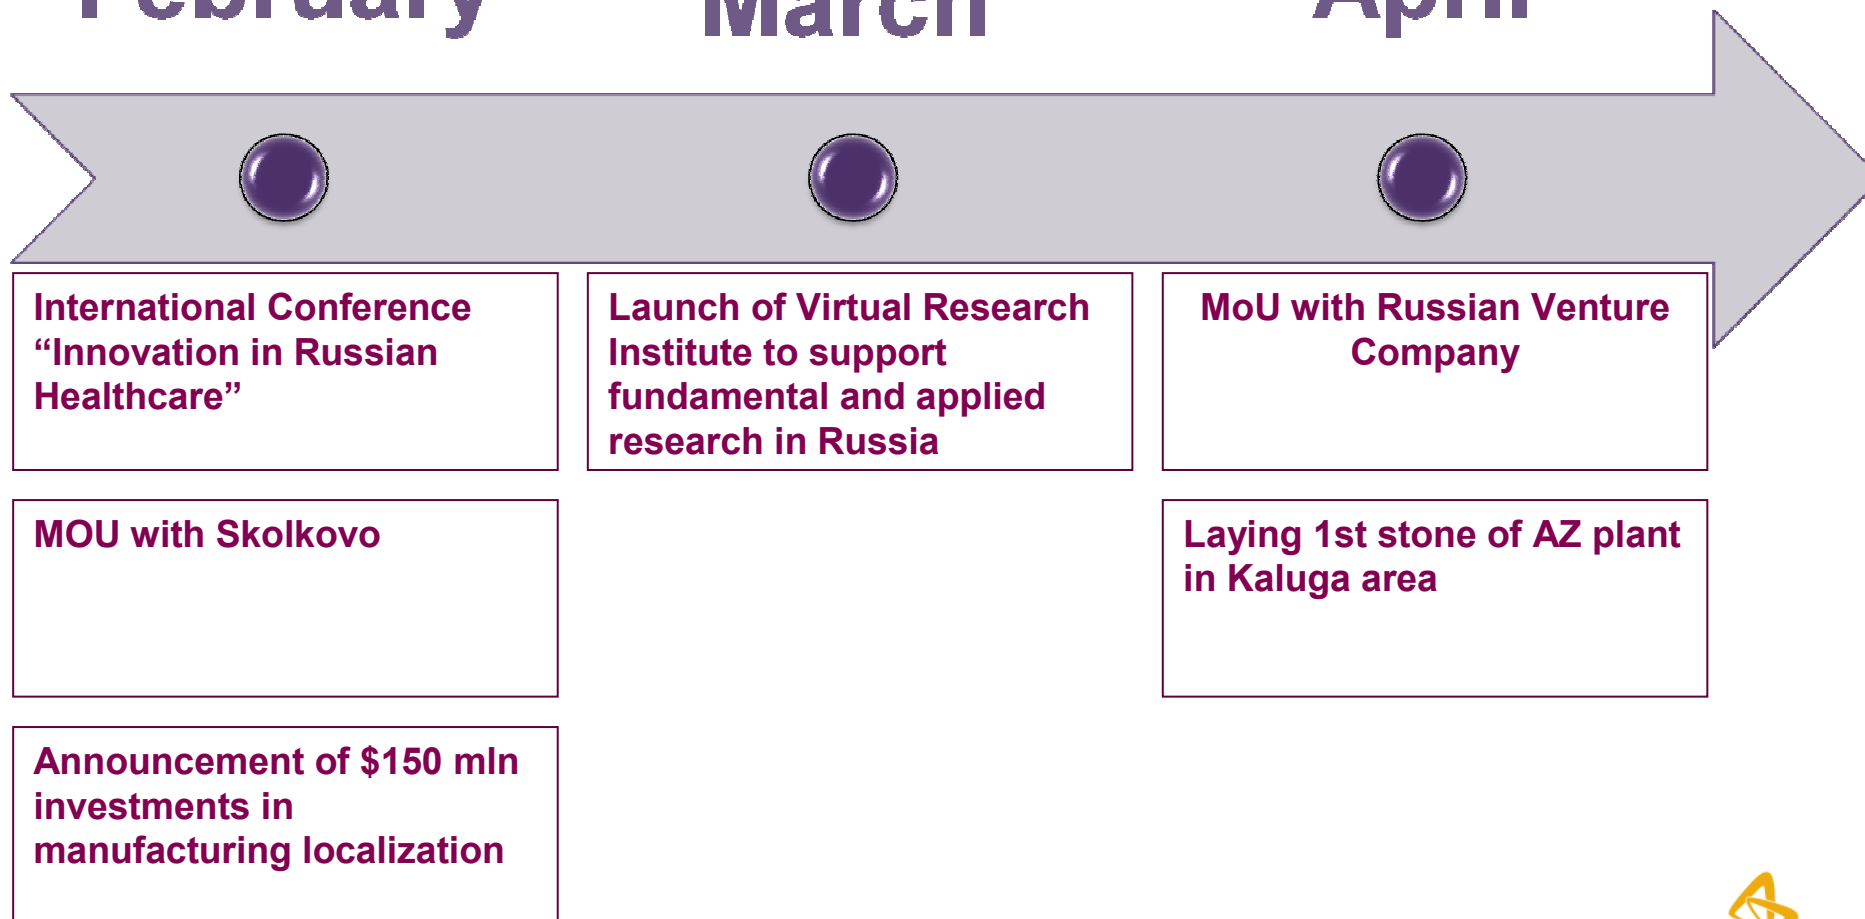 February
March
April
International Conference
“Innovation in Russian
Healthcare”
Launch of Virtual Research
Institute to support
fundamental and applied
research in Russia
MoU with Russian Venture
Company
MOU with Skolkovo
Laying 1st stone of AZ plant
in Kaluga area
Announcement of $150 mln
investments in
manufacturing localization